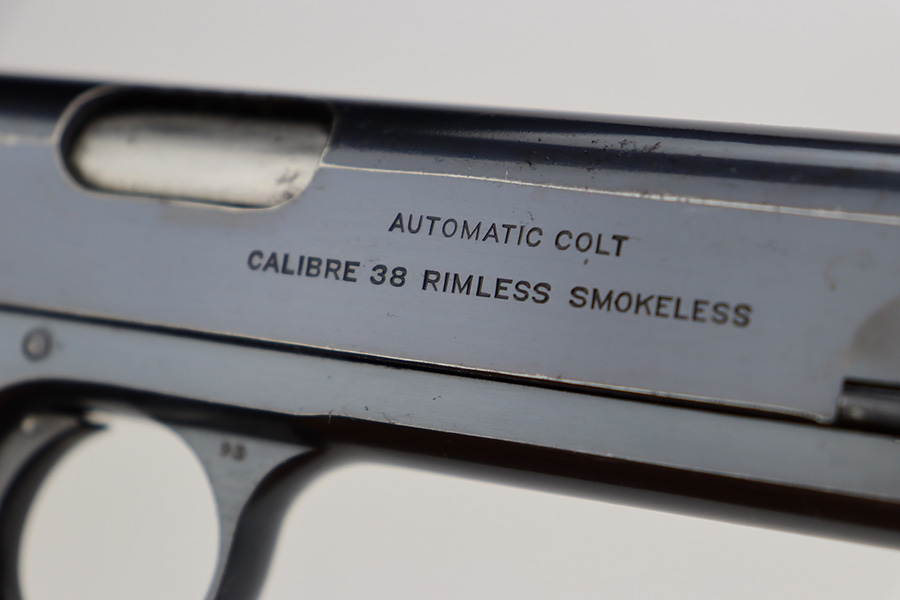 AUTOMATIC COLT
CALIBRE 38 RIMLESS SMOKELESS